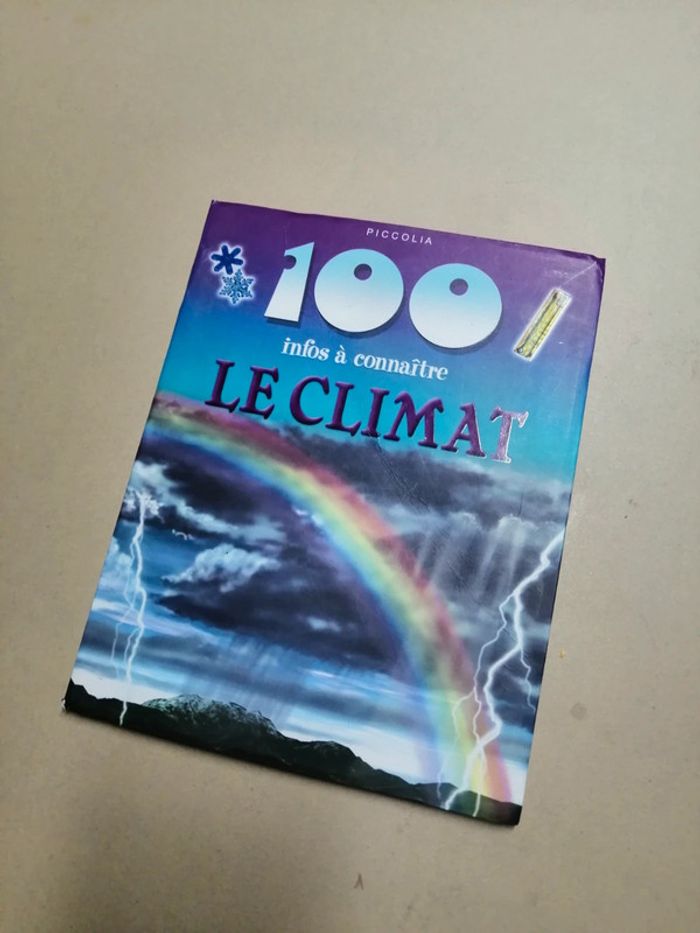 PICCOLIA
100
infos à connaître
LE CLIMAT